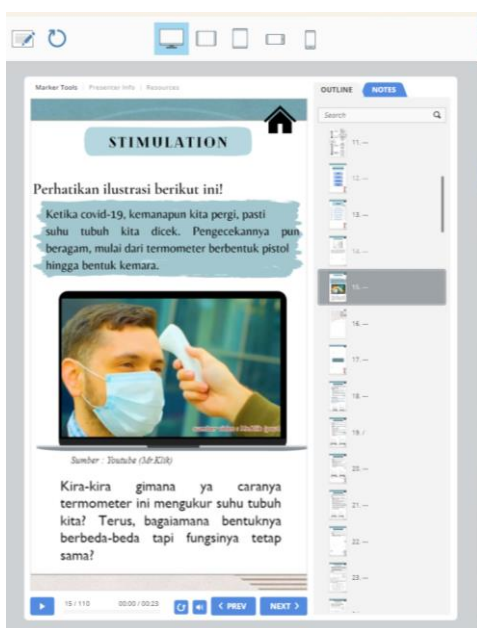 Marker Tools | Presenter Info | Resources
OUTLINE NOTES
STIMULATION
Search
Perhatikan ilustrasi berikut ini!
Ketika covid-19, kemanapun kita pergi, pasti
suhu tubuh kita dicek. Pengecekannya pun
beragam, mulai dari termometer berbentuk pistol
hingga bentuk kemara.
Sumber : Youtube (Mr.Klik)
Kira-kira gimana ya caranya
termometer ini mengukur suhu tubuh
kita? Terus, bagaiamana bentuknya
berbeda-beda tapi fungsinya tetap
sama?
11. —
12. —
13. —
14. —
15. —
16. —
17. —
18. —
19. /
20. —
21. —
22. —
23. —
15 / 110 00:00 / 00:23 < PREV NEXT >